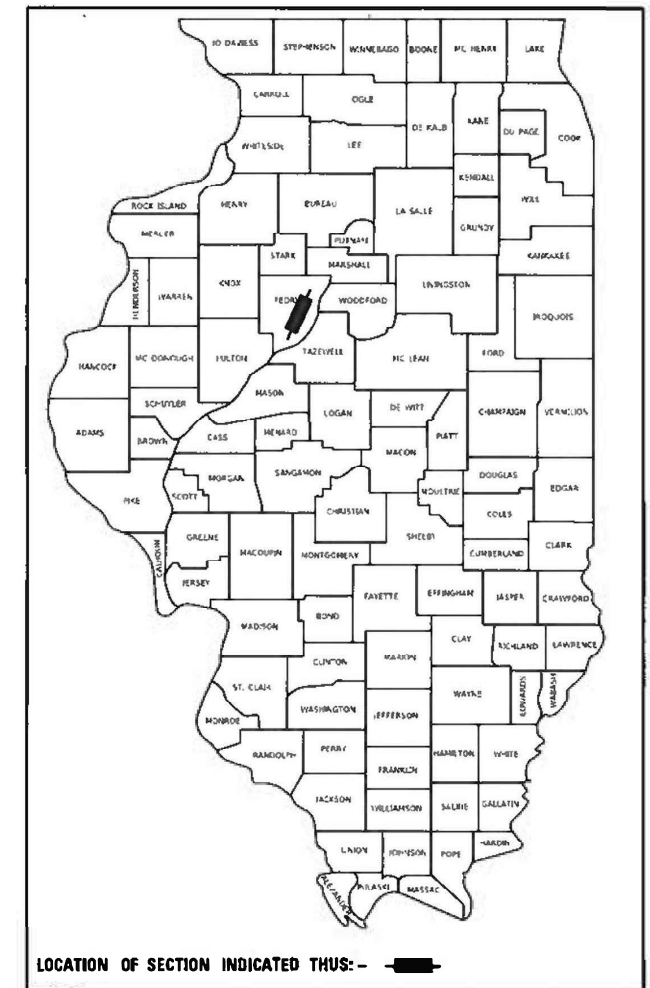 JO DAVIESS STEPHENSON WINNEBAGO BOONE MC HENRY LAKE
CARROLL OGLE DE KALB KANE DU PAGE COOK
WHITESIDE LEE
KENDALL
ROCK ISLAND HENRY BUREAU LA SALLE WILL
MERCER PUTNAM GRUNDY
STARK MARSHALL KANKAKEE
HENDERSON WARREN KNOX PEORIA WOODFORD LIVINGSTON IROQUOIS
HANCOCK MC DONOUGH FULTON TAZEWELL MC LEAN FORD
MASON
SCHUYLER LOGAN DE WITT CHAMPAIGN VERMILION
ADAMS BROWN CASS MENARD PIATT
MACON
MORGAN SANGAMON DOUGLAS
PIKE SCOTT MOULTRIE EDGAR
CHRISTIAN COLES
GREENE SHELBY
CALHOUN MACOUPIN MONTGOMERY CUMBERLAND CLARK
JERSEY FAYETTE EFFINGHAM JASPER CRAWFORD
MADISON BOND
CLAY RICHLAND LAWRENCE
CLINTON MARION
ST. CLAIR WAYNE EDWARDS WABASH
MONROE WASHINGTON JEFFERSON
RANDOLPH PERRY HAMILTON WHITE
FRANKLIN
JACKSON WILLIAMSON SALINE GALLATIN
UNION JOHNSON POPE HARDIN
ALEXANDER PULASKI MASSAC
LOCATION OF SECTION INDICATED THUS:-